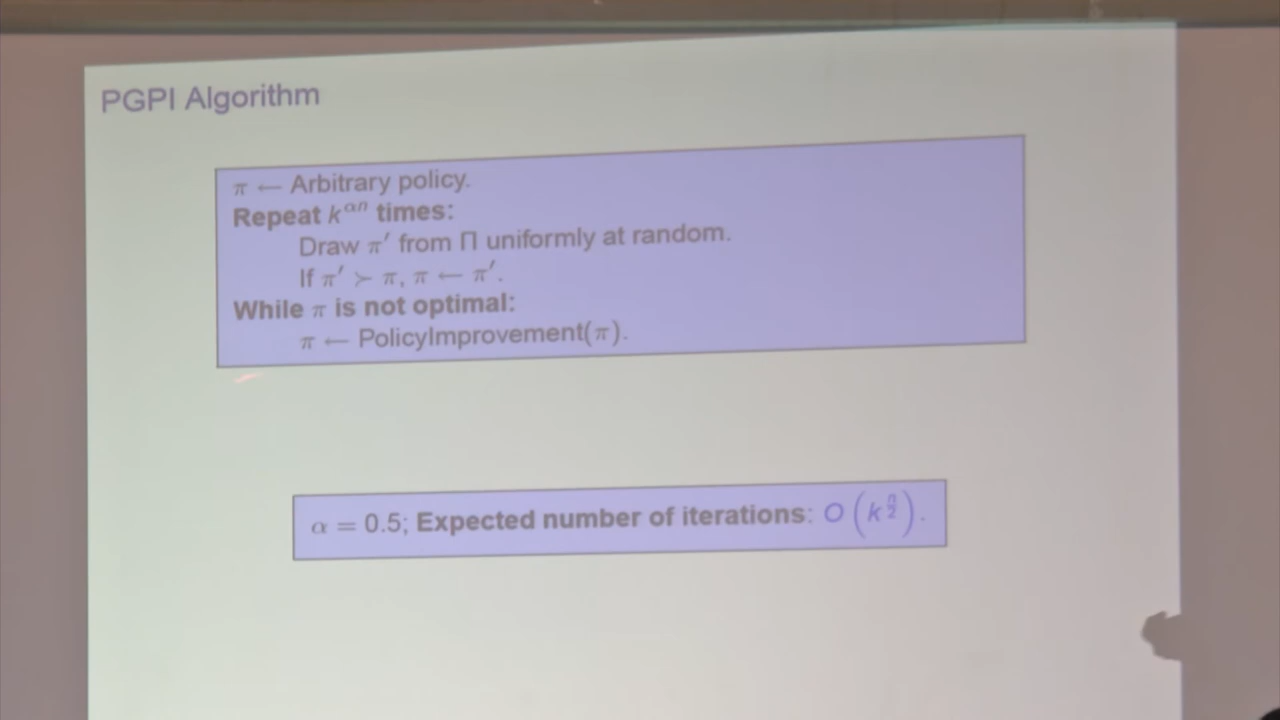 PGPI Algorithm
π ← Arbitrary policy.
Repeat k^{αn} times:
Draw π′ from Π uniformly at random.
If π′ ≻ π, π ← π′.
While π is not optimal:
π ← PolicyImprovement(π).
α = 0.5; Expected number of iterations: O(k^{n/2}).